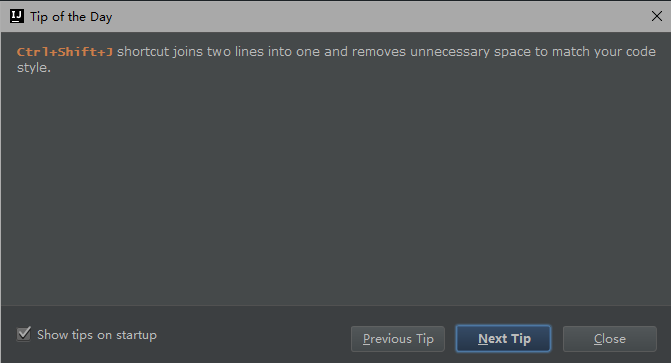 IJ Tip of the Day
Ctrl+Shift+J shortcut joins two lines into one and removes unnecessary space to match your code
style.
Show tips on startup
Previous Tip
Next Tip
Close